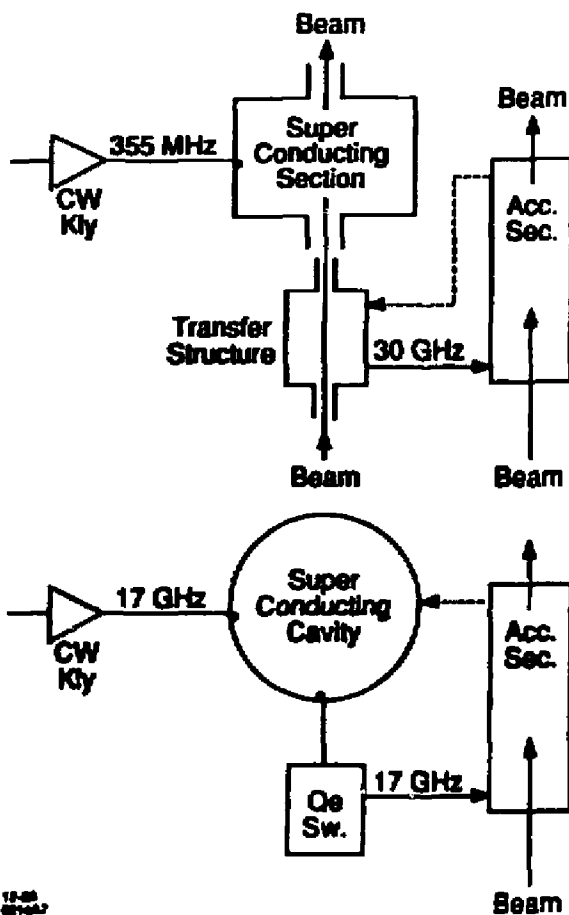 Beam
355 MHz
CW
Kly
Super
Conducting
Section
Beam
Acc.
Sec.
Transfer
Structure
30 GHz
Beam
Beam
17 GHz
CW
Kly
Super
Conducting
Cavity
Acc.
Sec.
Qe
Sw.
17 GHz
Beam